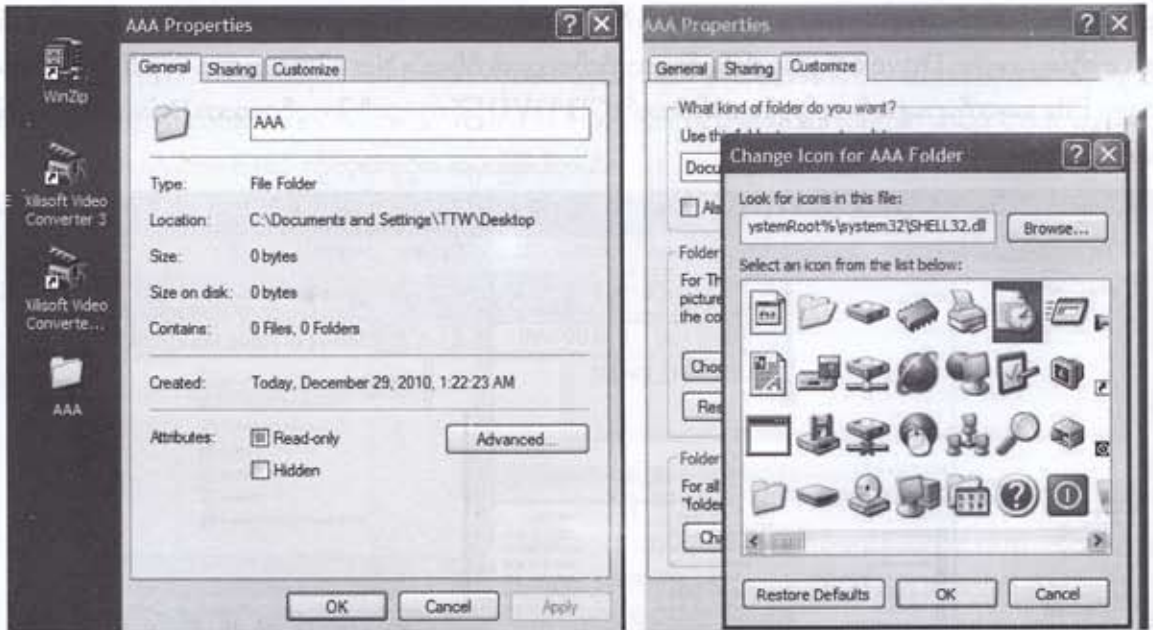 WinZip
Xilisoft Video
Converter 3
Xilisoft Video
Converte...
AAA
AAA Properties
General Sharing Customize
AAA
Type: File Folder
Location: C:\Documents and Settings\TTW\Desktop
Size: 0 bytes
Size on disk: 0 bytes
Contains: 0 Files, 0 Folders
Created: Today, December 29, 2010, 1:22:23 AM
Attributes: Read-only Advanced...
Hidden
OK Cancel Apply
AAA Properties
General Sharing Customize
What kind of folder do you want?
Use th
Docu
Als
Folder
For Th
picture
the co
Choo
Res
Folder
For all
"folde
Cha
Change Icon for AAA Folder
Look for icons in this file:
ystemRoot%\system32\SHELL32.dll Browse...
Select an icon from the list below:
Restore Defaults OK Cancel